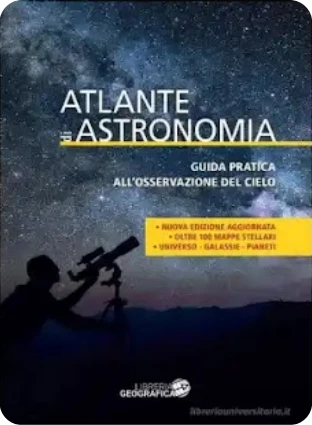 ATLANTE
di ASTRONOMIA
GUIDA PRATICA
ALL'OSSERVAZIONE DEL CIELO
• NUOVA EDIZIONE AGGIORNATA
• OLTRE 100 MAPPE STELLARI
• UNIVERSO - GALASSIE - PIANETI
LIBRERIA
GEOGRAFICA
libreriauniversitaria.it